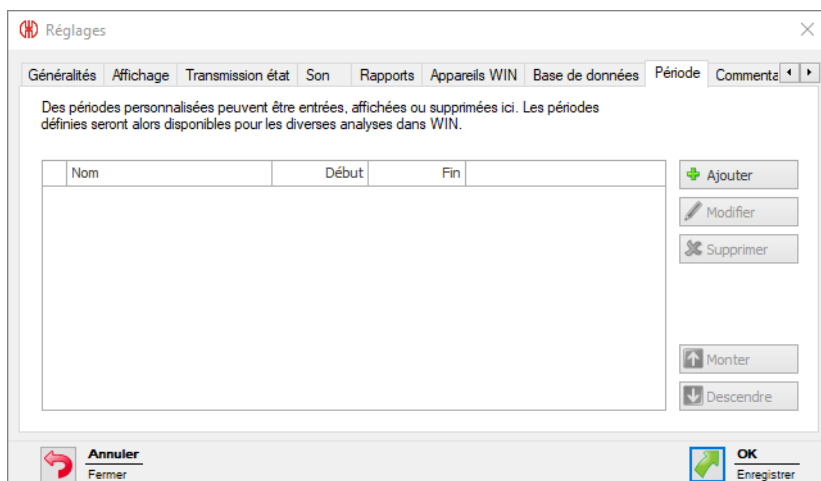 Réglages
Généralités Affichage Transmission état Son Rapports Appareils WIN Base de données Période Commenta
Des périodes personnalisées peuvent être entrées, affichées ou supprimées ici. Les périodes
définies seront alors disponibles pour les diverses analyses dans WIN.
Nom Début Fin
Ajouter
Modifier
Supprimer
Monter
Descendre
Annuler
Fermer
OK
Enregistrer